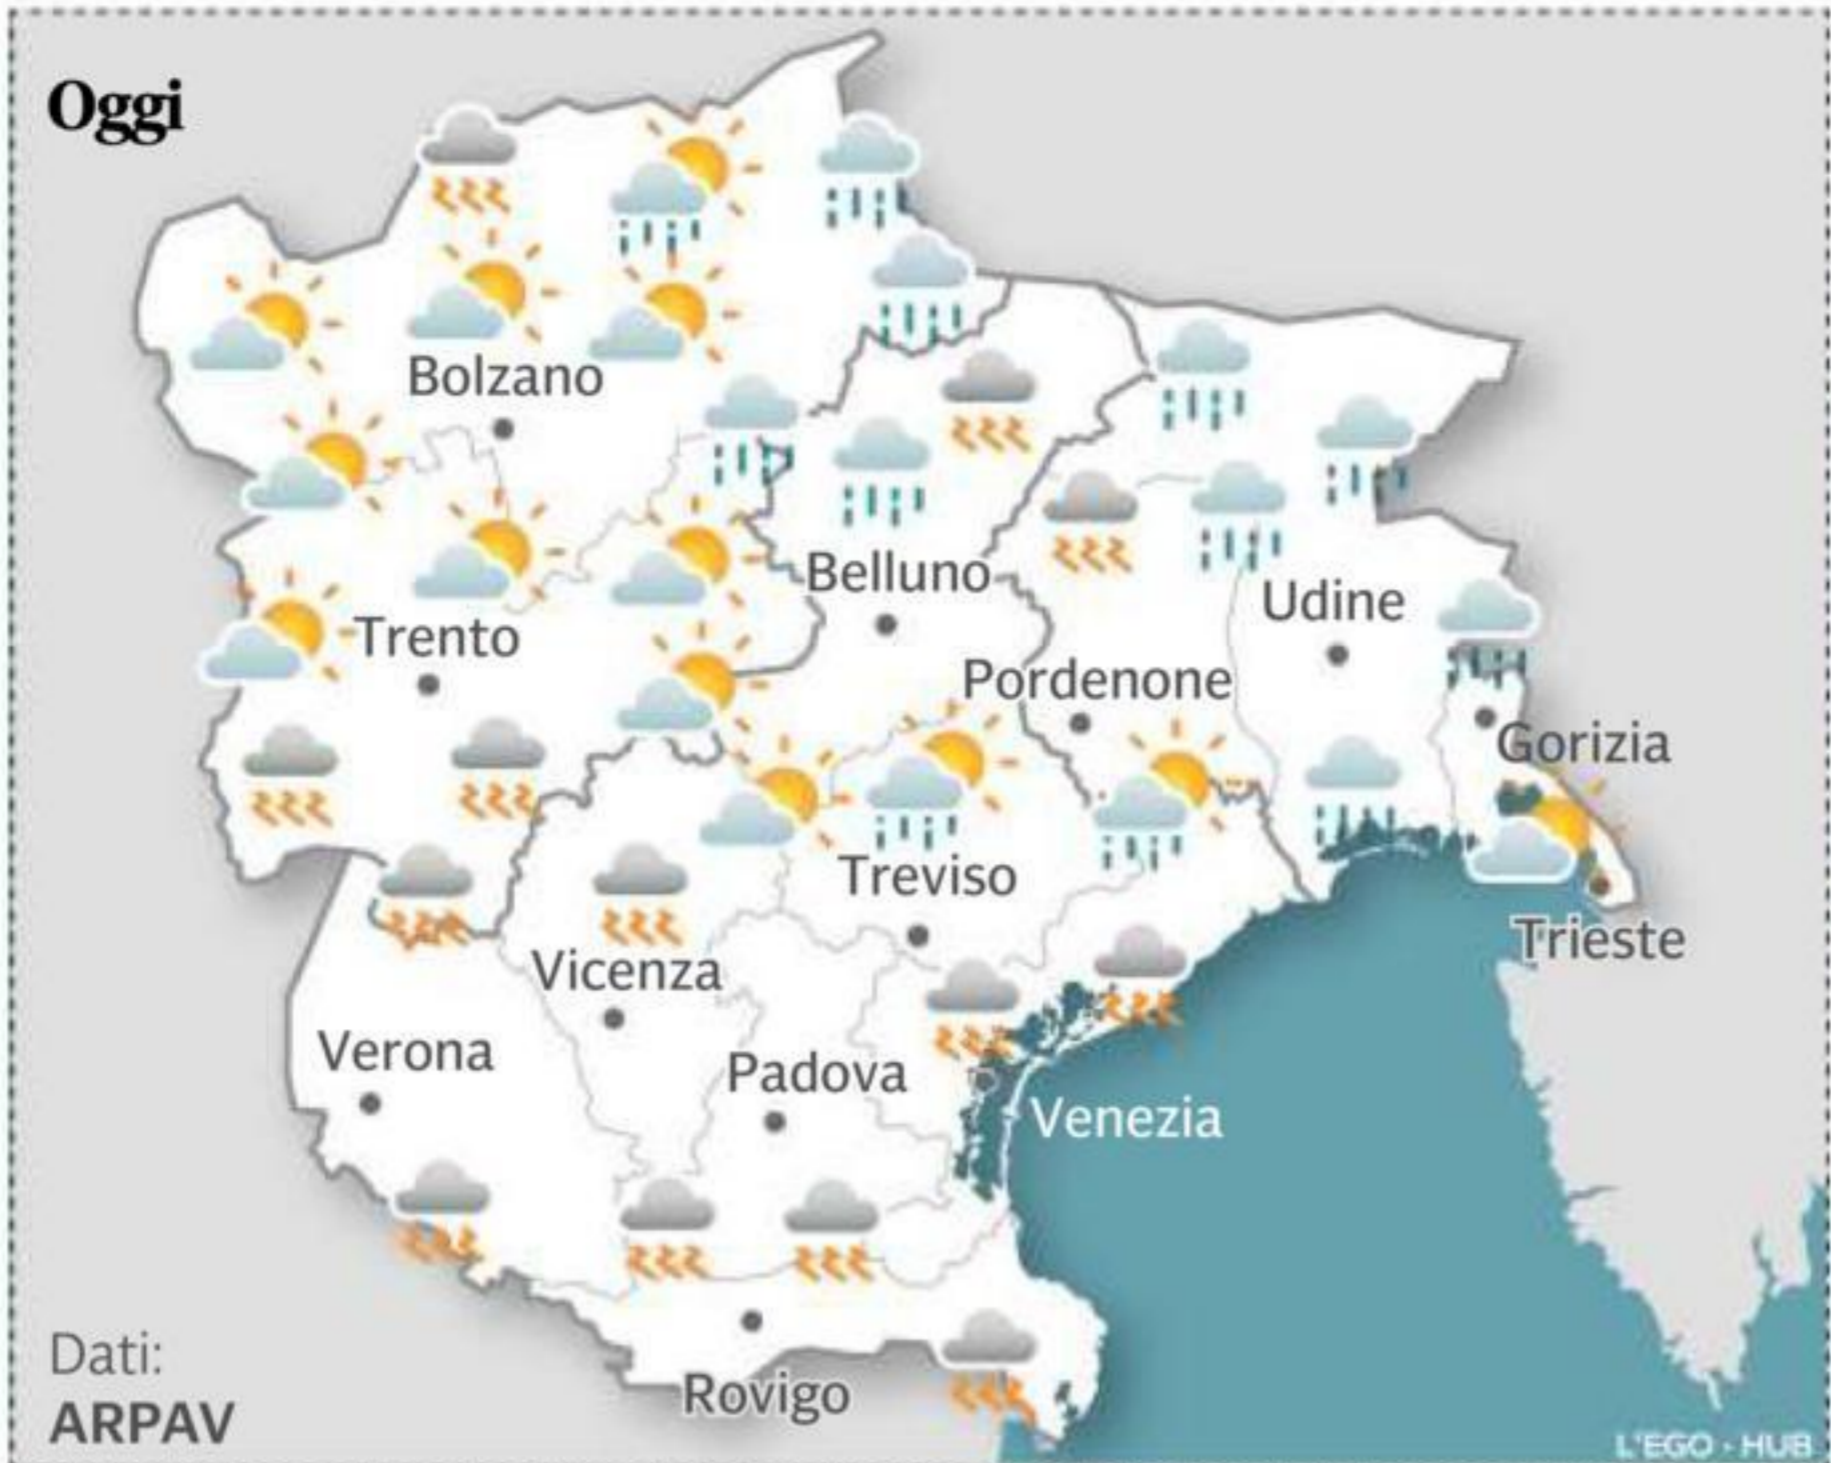 Oggi
Bolzano
Belluno
Udine
Trento
Pordenone
Gorizia
Treviso
Trieste
Vicenza
Verona
Padova
Venezia
Rovigo
Dati:
ARPAV
L'EGO - HUB